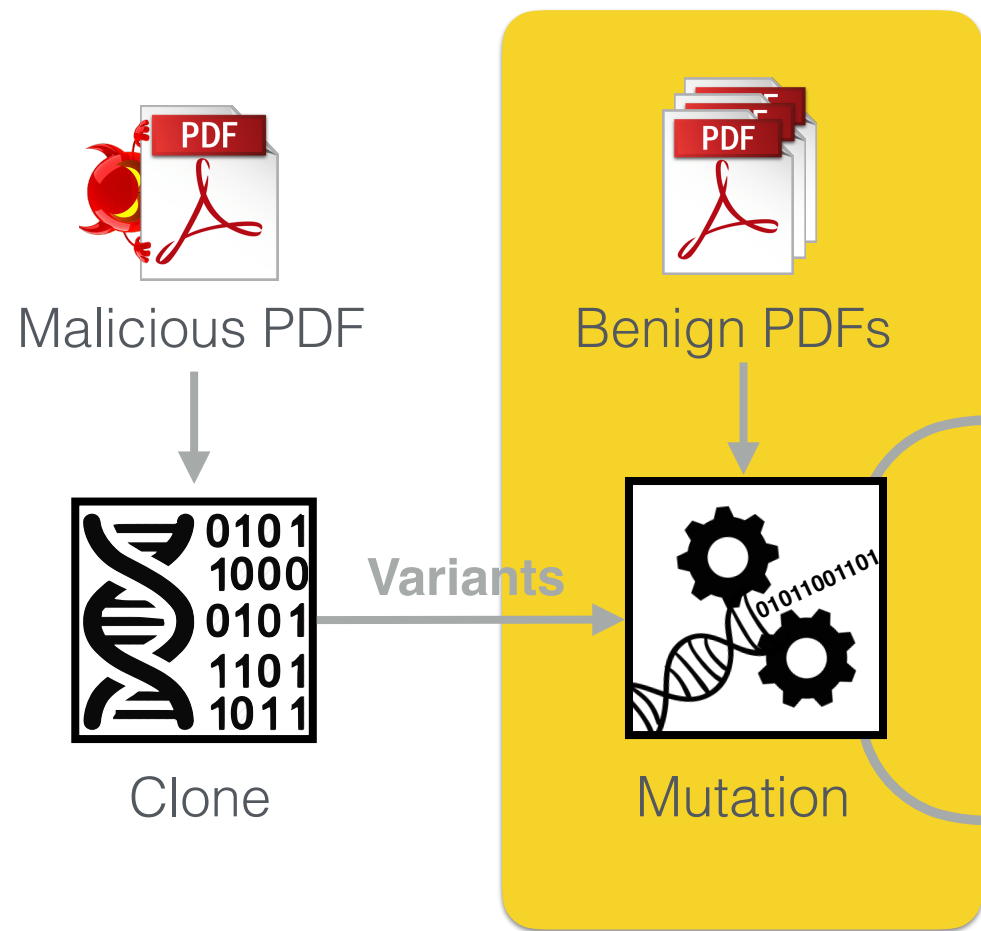 PDF
PDF
Malicious PDF
Benign PDFs
0101
1000
0101
1101
1011
Variants
01011001101
Clone
Mutation